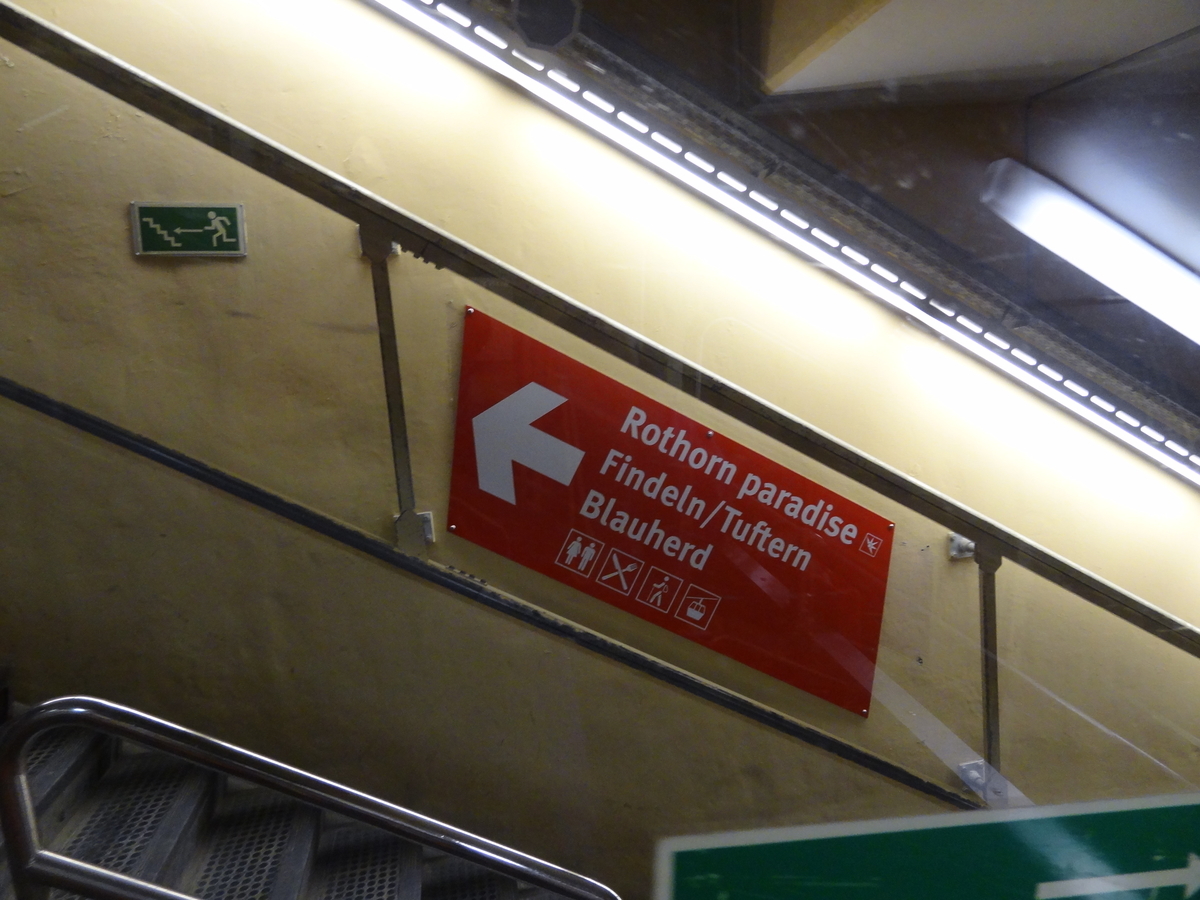 Rothorn paradise
Findeln/Tuftern
Blauherd